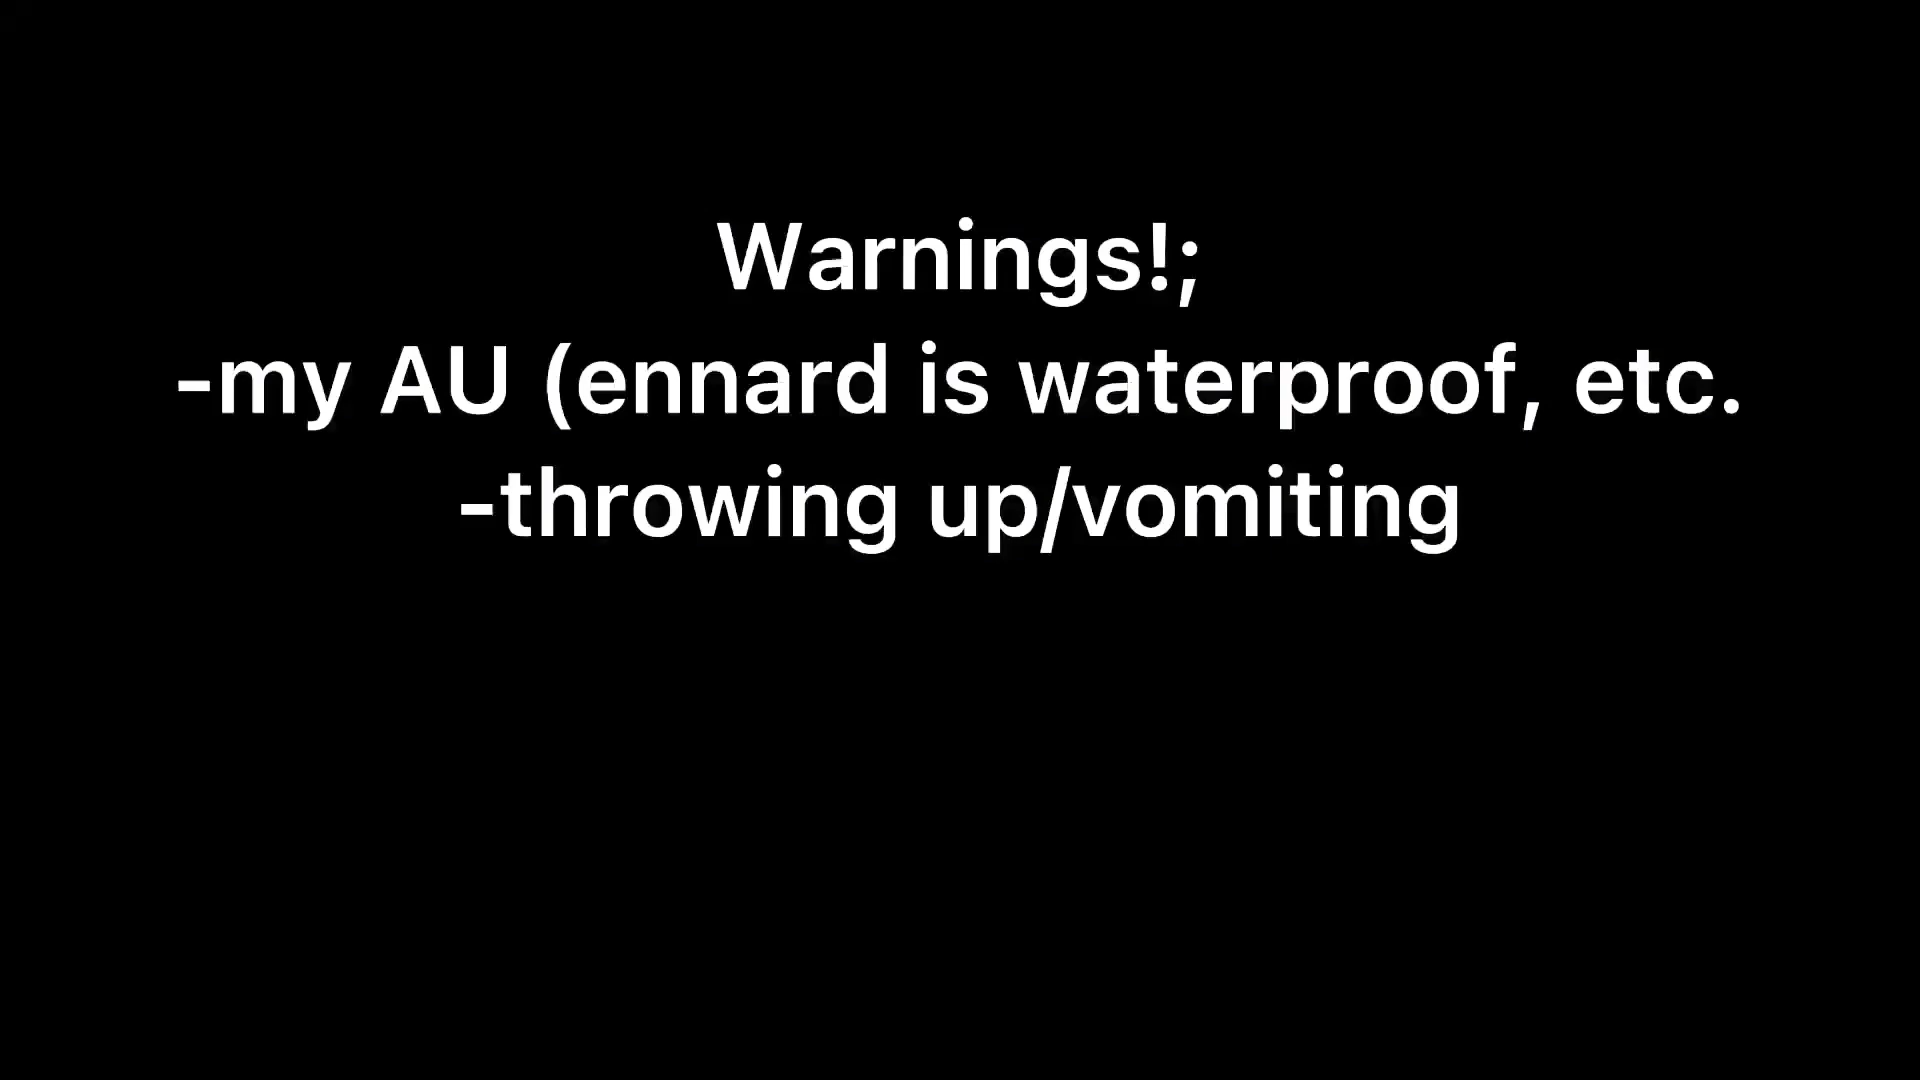 Warnings!;
-my AU (ennard is waterproof, etc.
-throwing up/vomiting